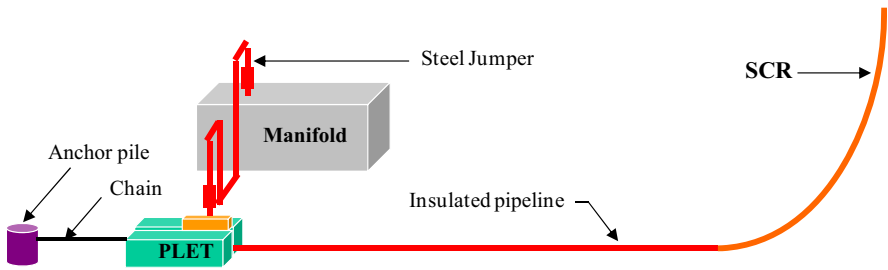 Steel Jumper
SCR
Manifold
Anchor pile
Chain
Insulated pipeline
PLET